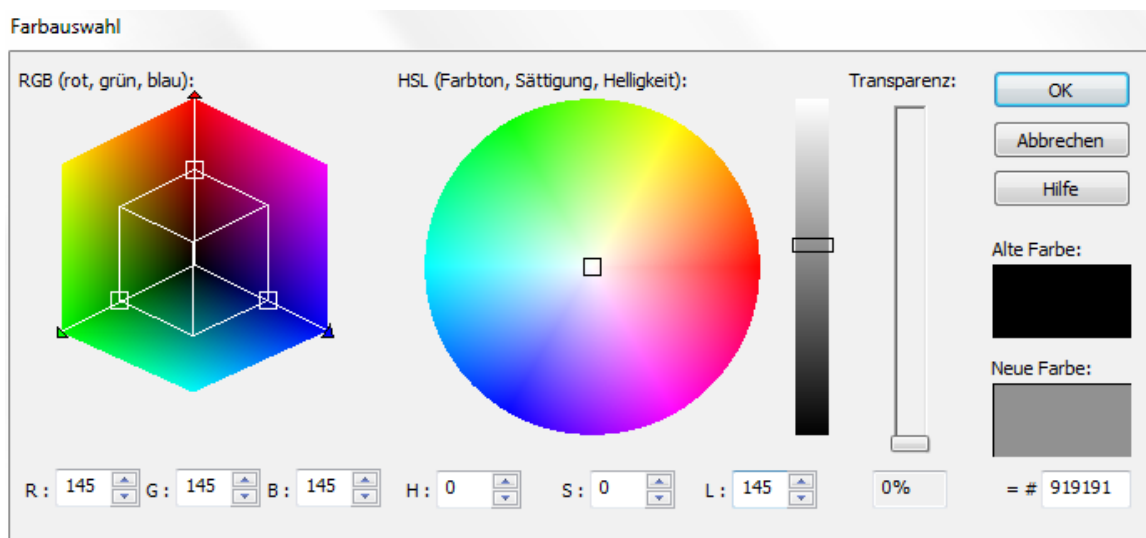 Farbauswahl
RGB (rot, grün, blau):
HSL (Farbton, Sättigung, Helligkeit):
Transparenz:
OK
Abbrechen
Hilfe
Alte Farbe:
Neue Farbe:
R : 145 G : 145 B : 145 H : 0 S : 0 L : 145 0% = # 919191